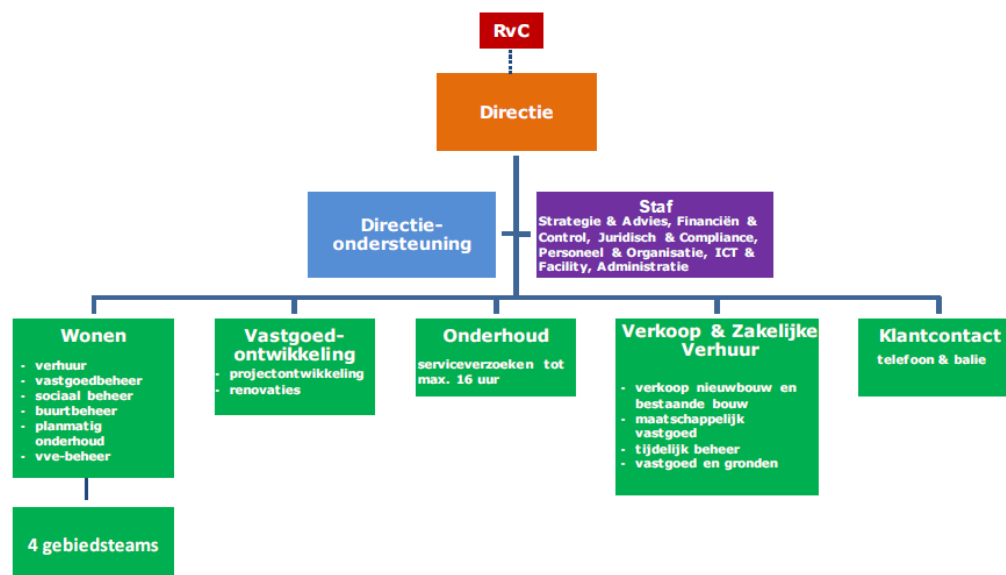 RvC
Directie
Directie-
ondersteuning
Staf
Strategie & Advies, Financiën &
Control, Juridisch & Compliance,
Personeel & Organisatie, ICT &
Facility, Administratie
Wonen
- verhuur
- vastgoedbeheer
- sociaal beheer
- buurtbeheer
- planmatig
onderhoud
- vve-beheer
4 gebiedsteams
Vastgoed-
ontwikkeling
- projectontwikkeling
- renovaties
Onderhoud
serviceverzoeken tot
max. 16 uur
Verkoop & Zakelijke
Verhuur
- verkoop nieuwbouw en
bestaande bouw
- maatschappelijk
vastgoed
- tijdelijk beheer
- vastgoed en gronden
Klantcontact
telefoon & balie